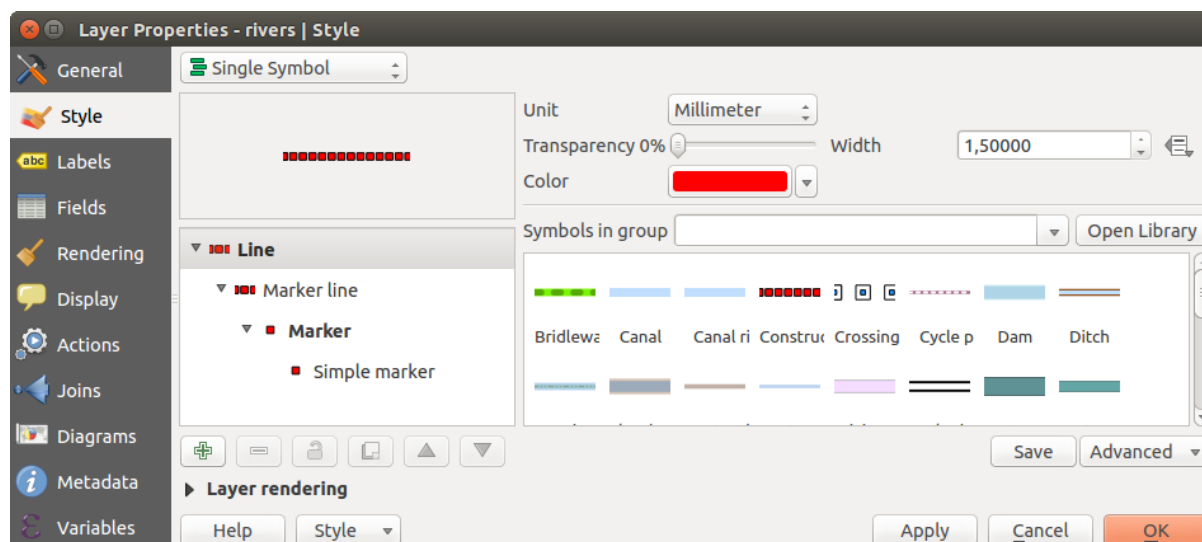 Layer Properties - rivers | Style
General
Style
abc Labels
Fields
Rendering
Display
Actions
Joins
Diagrams
Metadata
Variables
Single Symbol
Unit Millimeter
Transparency 0% Width 1,50000
Color
Symbols in group Open Library
Line
Marker line
Marker
Simple marker
Bridlewa Canal Canal ri Construc Crossing Cycle p Dam Ditch
Save Advanced
Layer rendering
Help Style Apply Cancel OK